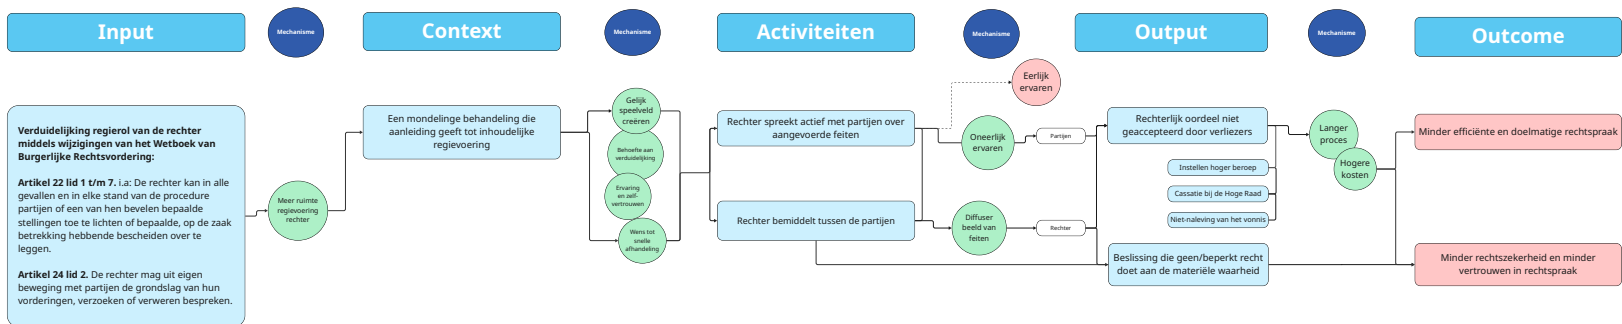 Input
Mechanisme
Context
Mechanisme
Activiteiten
Mechanisme
Output
Mechanisme
Outcome
Verduidelijking regierol van de rechter
middels wijzigingen van het Wetboek van
Burgerlijke Rechtsvordering:
Artikel 22 lid 1 t/m 7. i.a: De rechter kan in alle
gevallen en in elke stand van de procedure
partijen of een van hen bevelen bepaalde
stellingen toe te lichten of bepaalde, op de zaak
betrekking hebbende bescheiden over te
leggen.
Artikel 24 lid 2. De rechter mag uit eigen
beweging met partijen de grondslag van hun
vorderingen, verzoeken of verweren bespreken.
Meer ruimte
regievoering
rechter
Een mondelinge behandeling die
aanleiding geeft tot inhoudelijke
regievoering
Gelijk
speelveld
creëren
Behoefte aan
verduidelijking
Ervaring
en zelf-
vertrouwen
Wens tot
snelle
afhandeling
Rechter spreekt actief met partijen over
aangevoerde feiten
Rechter bemiddelt tussen de partijen
Eerlijk
ervaren
Oneerlijk
ervaren
Diffuser
beeld van
feiten
Partijen
Rechter
Rechterlijk oordeel niet
geaccepteerd door verliezers
Instellen hoger beroep
Cassatie bij de Hoge Raad
Niet-naleving van het vonnis
Beslissing die geen/beperkt recht
doet aan de materiële waarheid
Langer
proces
Hogere
kosten
Minder efficiënte en doelmatige rechtspraak
Minder rechtszekerheid en minder
vertrouwen in rechtspraak